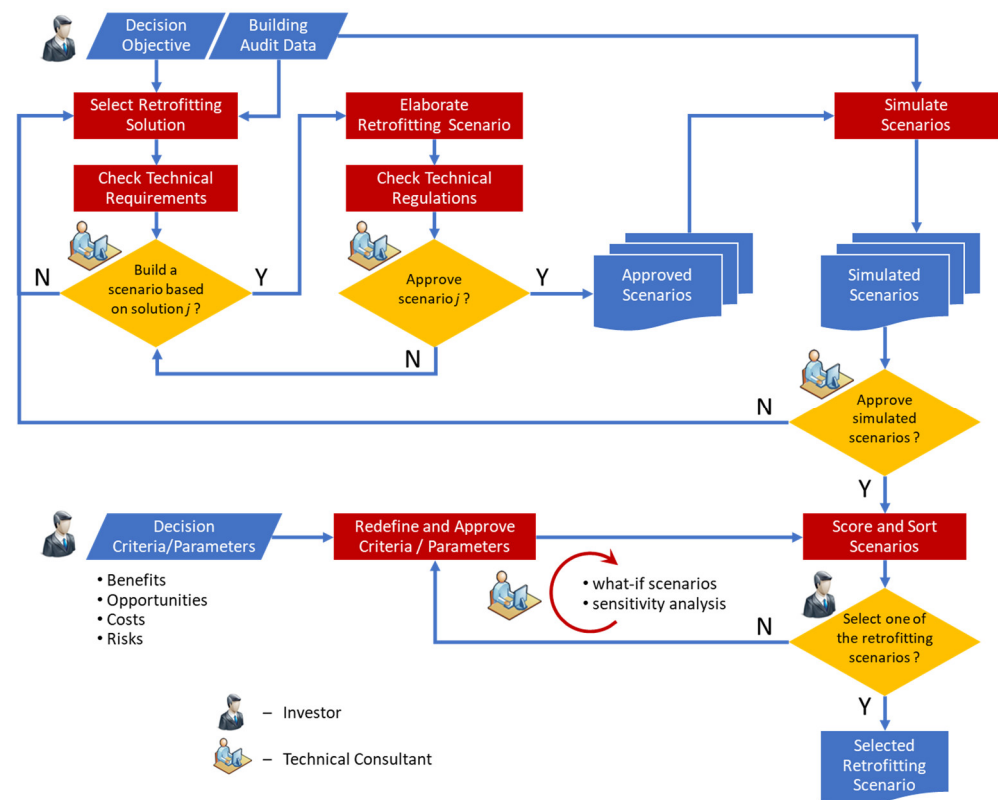 Decision
Objective
Building
Audit Data
Select Retrofitting
Solution
Elaborate
Retrofitting Scenario
Simulate
Scenarios
Check Technical
Requirements
Check Technical
Regulations
N
Build a
scenario based
on solution j ?
Y
Approve
scenario j ?
Y
Approved
Scenarios
Simulated
Scenarios
N
N
Approve
simulated
scenarios ?
Y
Decision
Criteria/Parameters
Redefine and Approve
Criteria / Parameters
Score and Sort
Scenarios
• Benefits
• Opportunities
• Costs
• Risks
• what-if scenarios
• sensitivity analysis
N
Select one of
the retrofitting
scenarios ?
Y
– Investor
– Technical Consultant
Selected
Retrofitting
Scenario